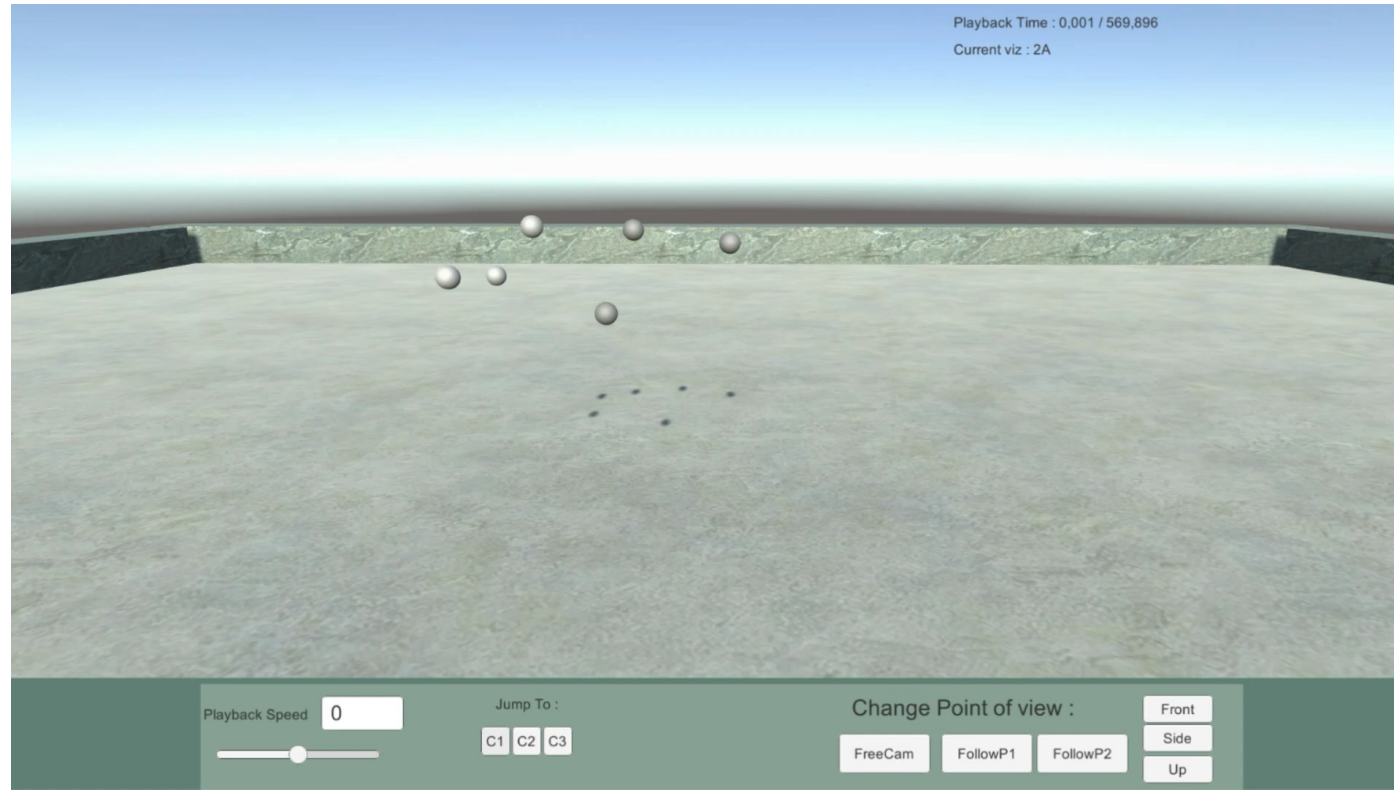 Playback Time : 0,001 / 569,896
Current viz : 2A
Playback Speed
0
Jump To :
C1 C2 C3
Change Point of view :
FreeCam FollowP1 FollowP2
Front
Side
Up